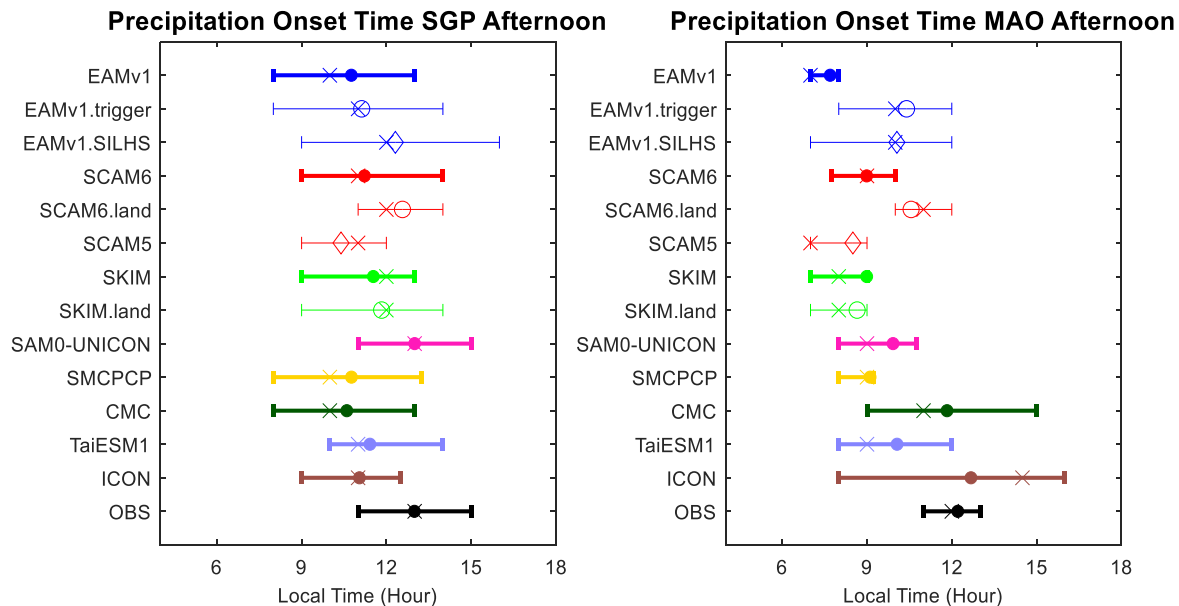 Precipitation Onset Time SGP Afternoon
EAMv1
EAMv1.trigger
EAMv1.SILHS
SCAM6
SCAM6.land
SCAM5
SKIM
SKIM.land
SAM0-UNICON
SMCPCP
CMC
TaiESM1
ICON
OBS
6 9 12 15 18
Local Time (Hour)
Precipitation Onset Time MAO Afternoon
EAMv1
EAMv1.trigger
EAMv1.SILHS
SCAM6
SCAM6.land
SCAM5
SKIM
SKIM.land
SAM0-UNICON
SMCPCP
CMC
TaiESM1
ICON
OBS
6 9 12 15 18
Local Time (Hour)